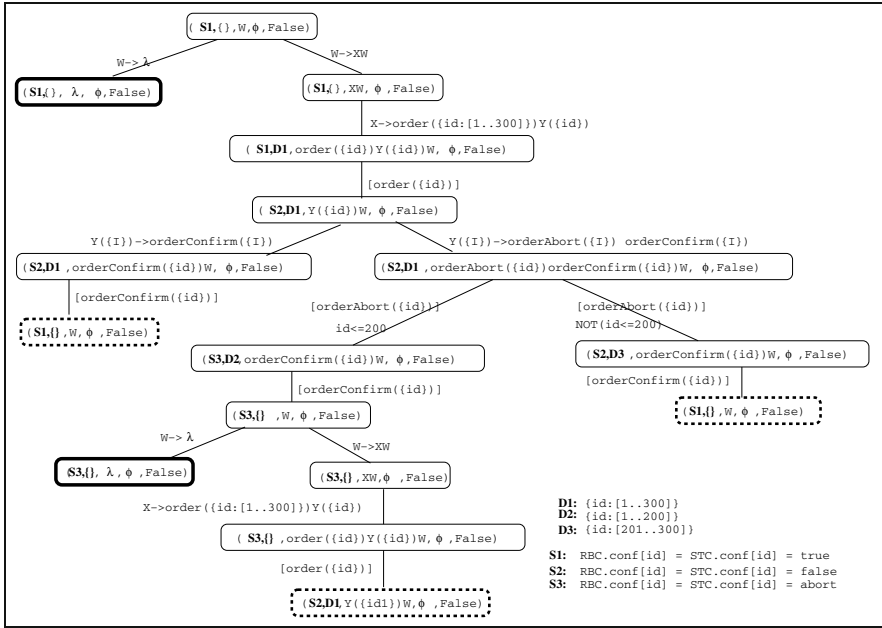 ( S1,{},W,ϕ,False)
W-> λ
W->XW
(S1,{}, λ, ϕ,False)
(S1,{},XW, ϕ ,False)
X->order({id:[1..300]})Y({id})
( S1,D1,order({id})Y({id})W, ϕ,False)
[order({id})]
( S2,D1,Y({id})W, ϕ,False)
Y({I})->orderConfirm({I})
Y({I})->orderAbort({I}) orderConfirm({I})
(S2,D1 ,orderConfirm({id})W, ϕ,False)
(S2,D1 ,orderAbort({id})orderConfirm({id})W, ϕ,False)
[orderConfirm({id})]
[orderAbort({id})]
[orderAbort({id})]
id<=200
NOT(id<=200)
(S1,{} ,W,ϕ ,False)
(S3,D2,orderConfirm({id})W, ϕ,False)
(S2,D3 ,orderConfirm({id})W,ϕ,False)
[orderConfirm({id})]
[orderConfirm({id})]
(S3,{} ,W,ϕ ,False)
(S1,{},W,ϕ ,False)
W-> λ
W->XW
(S3,{}, λ,ϕ ,False)
(S3,{},XW,ϕ ,False)
X->order({id:[1..300]})Y({id})
( S3,{} ,order({id})Y({id})W,ϕ,False)
[order({id})]
(S2,D1,Y({id1})W,ϕ ,False)
D1: {id:[1..300]}
D2: {id:[1..200]}
D3: {id:[201..300]}
S1: RBC.conf[id] = STC.conf[id] = true
S2: RBC.conf[id] = STC.conf[id] = false
S3: RBC.conf[id] = STC.conf[id] = abort